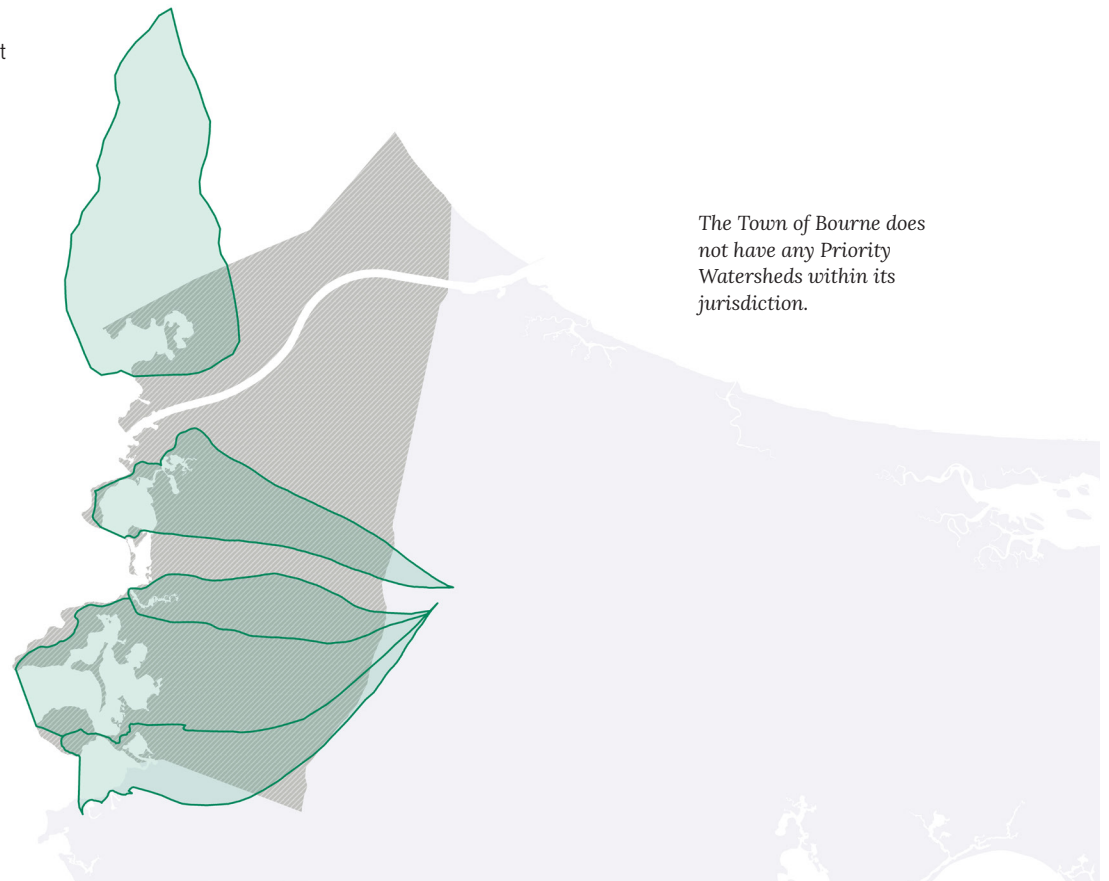 t
The Town of Bourne does
not have any Priority
Watersheds within its
jurisdiction.